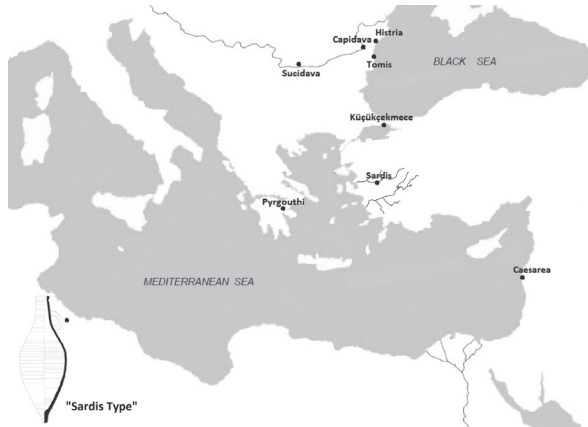 Capidava
Histria
Sucidava
Tomis
BLACK SEA
Küçükçekmece
Sardis
Pyrgouthi
MEDITERRANEAN SEA
Caesarea
"Sardis Type"